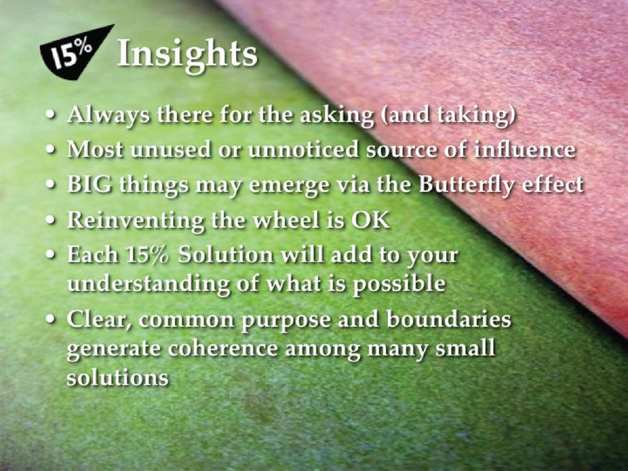 15% Insights
• Always there for the asking (and taking)
• Most unused or unnoticed source of influence
• BIG things may emerge via the Butterfly effect
• Reinventing the wheel is OK
• Each 15% Solution will add to your
understanding of what is possible
• Clear, common purpose and boundaries
generate coherence among many small
solutions